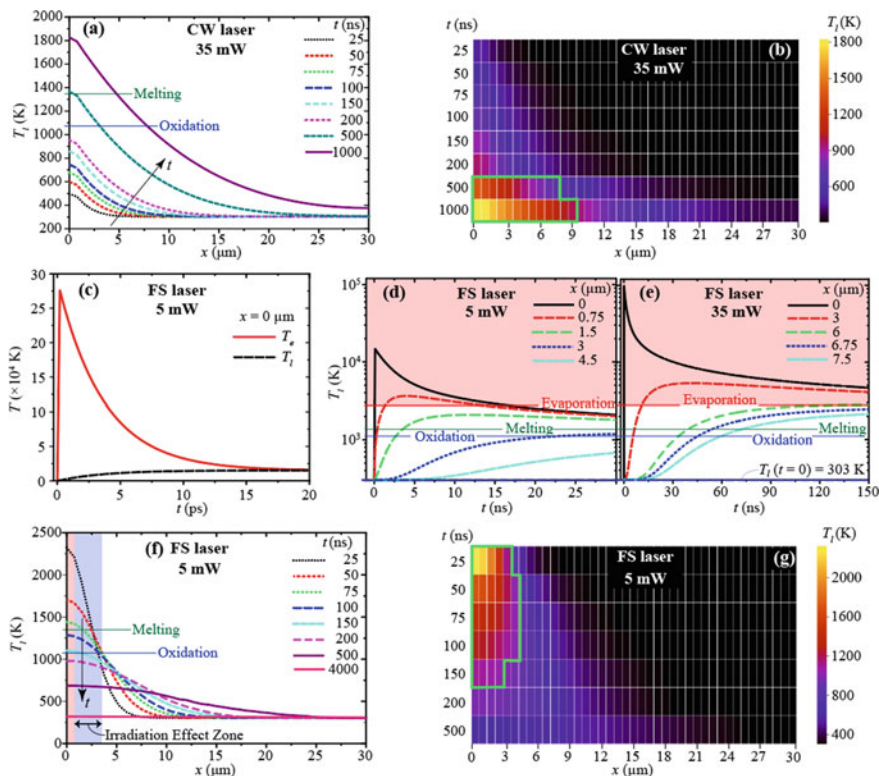 (a)
CW laser
35 mW
t (ns)
25
50
75
100
150
200
500
1000
Melting
Oxidation
t
2000
1800
1600
1400
1200
1000
800
600
400
200
T_l (K)
0 5 10 15 20 25 30
x (μm)
t (ns)
25
50
75
100
150
200
500
1000
CW laser
35 mW
(b)
0 3 6 9 12 15 18 21 24 27 30
x (μm)
T_l (K)
1800
1500
1200
900
600
(c)
FS laser
5 mW
x = 0 μm
T_e
T_l
30
25
20
15
10
5
0
T (×10⁴ K)
0 5 10 15 20
t (ps)
(d)
FS laser
5 mW
x (μm)
0
0.75
1.5
3
4.5
Evaporation
Melting
Oxidation
10⁵
10⁴
10³
T_l (K)
0 10 20
t (ns)
(e)
FS laser
35 mW
x (μm)
0
3
6
6.75
7.5
Evaporation
Melting
Oxidation
T_l (t = 0) = 303 K
0 30 60 90 120 150
t (ns)
(f)
FS laser
5 mW
t (ns)
25
50
75
100
150
200
500
4000
Melting
Oxidation
t
Irradiation Effect Zone
2500
2000
1500
1000
500
0
T_l (K)
0 5 10 15 20 25 30
x (μm)
t (ns)
25
50
75
100
150
200
500
FS laser
5 mW
(g)
0 3 6 9 12 15 18 21 24 27 30
x (μm)
T_l (K)
2000
1600
1200
800
400